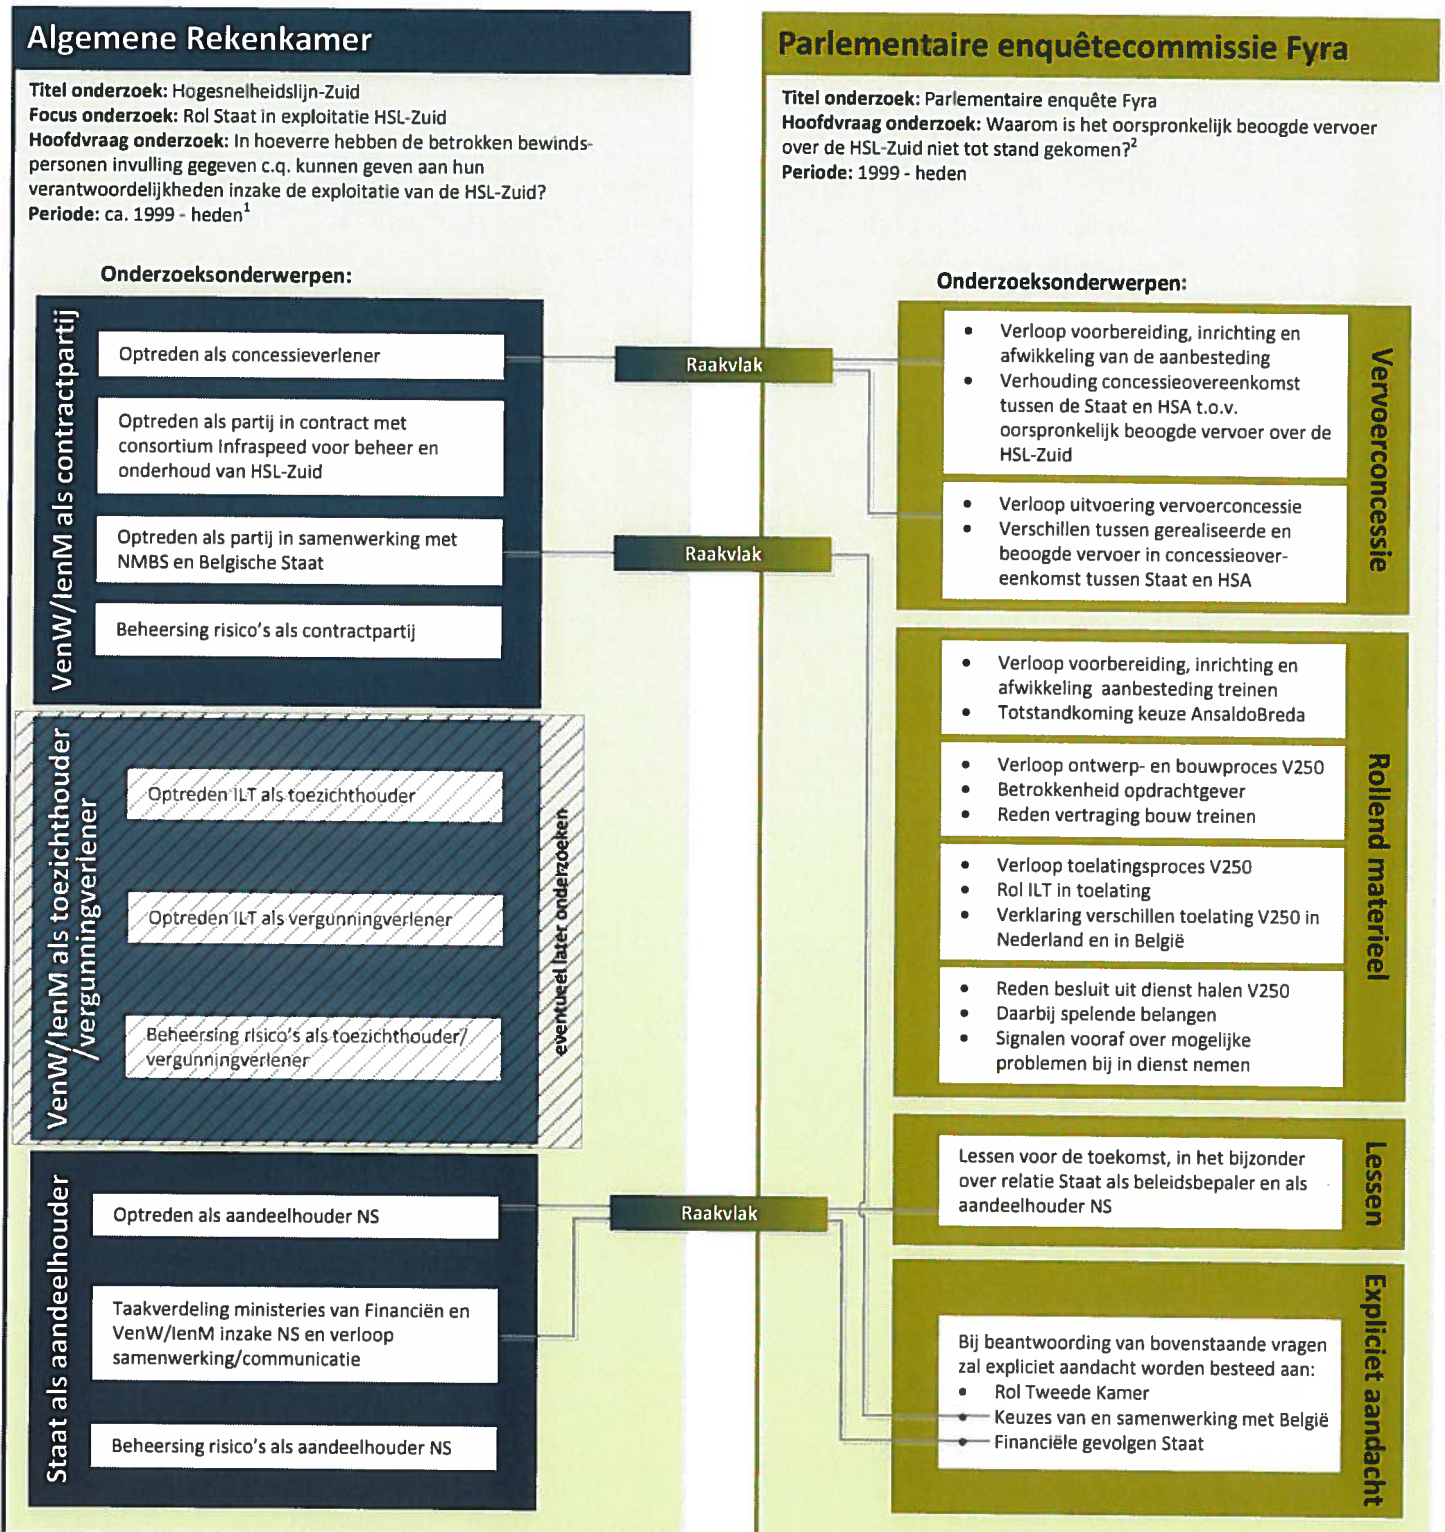 Algemene Rekenkamer
Titel onderzoek: Hogesnelheidslijn-Zuid
Focus onderzoek: Rol Staat in exploitatie HSL-Zuid
Hoofdvraag onderzoek: In hoeverre hebben de betrokken bewinds-
personen invulling gegeven c.q. kunnen geven aan hun
verantwoordelijkheden inzake de exploitatie van de HSL-Zuid?
Periode: ca. 1999 - heden¹
Onderzoeksonderwerpen:
VenW/IenM als contractpartij
Optreden als concessieverlener
Optreden als partij in contract met
consortium Infraspeed voor beheer en
onderhoud van HSL-Zuid
Optreden als partij in samenwerking met
NMBS en Belgische Staat
Beheersing risico's als contractpartij
VenW/IenM als toezichthouder
/vergunningverlener
Optreden ILT als toezichthouder
Optreden ILT als vergunningverlener
Beheersing risico's als toezichthouder/
vergunningverlener
eventueel later onderzoeken
Staat als aandeelhouder
Optreden als aandeelhouder NS
Taakverdeling ministeries van Financiën en
VenW/IenM inzake NS en verloop
samenwerking/communicatie
Beheersing risico's als aandeelhouder NS
Raakvlak
Raakvlak
Raakvlak
Parlementaire enquêtecommissie Fyra
Titel onderzoek: Parlementaire enquête Fyra
Hoofdvraag onderzoek: Waarom is het oorspronkelijk beoogde vervoer
over de HSL-Zuid niet tot stand gekomen?²
Periode: 1999 - heden
Onderzoeksonderwerpen:
Vervoerconcessie
• Verloop voorbereiding, inrichting en
afwikkeling van de aanbesteding
• Verhouding concessieovereenkomst
tussen de Staat en HSA t.o.v.
oorspronkelijk beoogde vervoer over de
HSL-Zuid
• Verloop uitvoering vervoerconcessie
• Verschillen tussen gerealiseerde en
beoogde vervoer in concessieover-
eenkomst tussen Staat en HSA
Rollend materieel
• Verloop voorbereiding, inrichting en
afwikkeling aanbesteding treinen
• Totstandkoming keuze AnsaldoBreda
• Verloop ontwerp- en bouwproces V250
• Betrokkenheid opdrachtgever
• Reden vertraging bouw treinen
• Verloop toelatingsproces V250
• Rol ILT in toelating
• Verklaring verschillen toelating V250 in
Nederland en in België
• Reden besluit uit dienst halen V250
• Daarbij spelende belangen
• Signalen vooraf over mogelijke
problemen bij in dienst nemen
Lessen
Lessen voor de toekomst, in het bijzonder
over relatie Staat als beleidsbepaler en als
aandeelhouder NS
Expliciet aandacht
Bij beantwoording van bovenstaande vragen
zal expliciet aandacht worden besteed aan:
• Rol Tweede Kamer
• Keuzes van en samenwerking met België
• Financiële gevolgen Staat